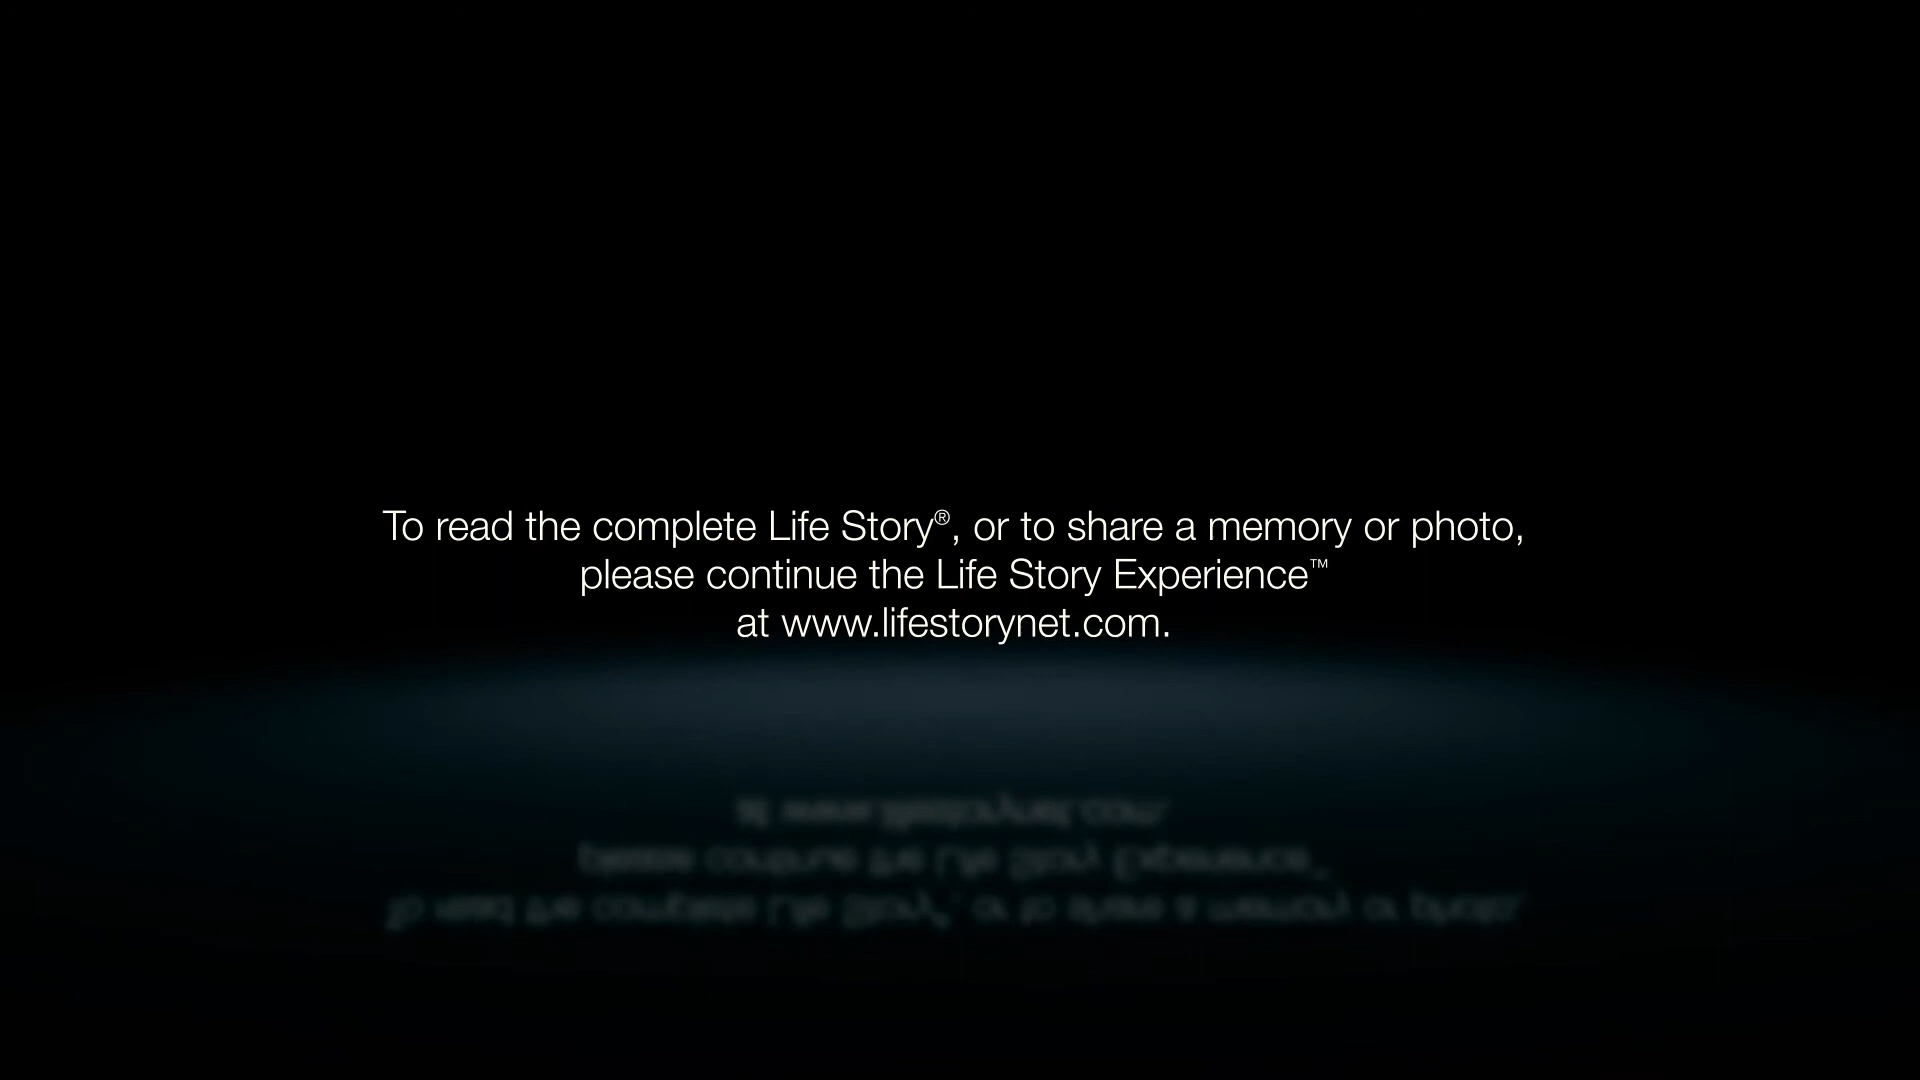 To read the complete Life Story®, or to share a memory or photo,
please continue the Life Story Experience™
at www.lifestorynet.com.